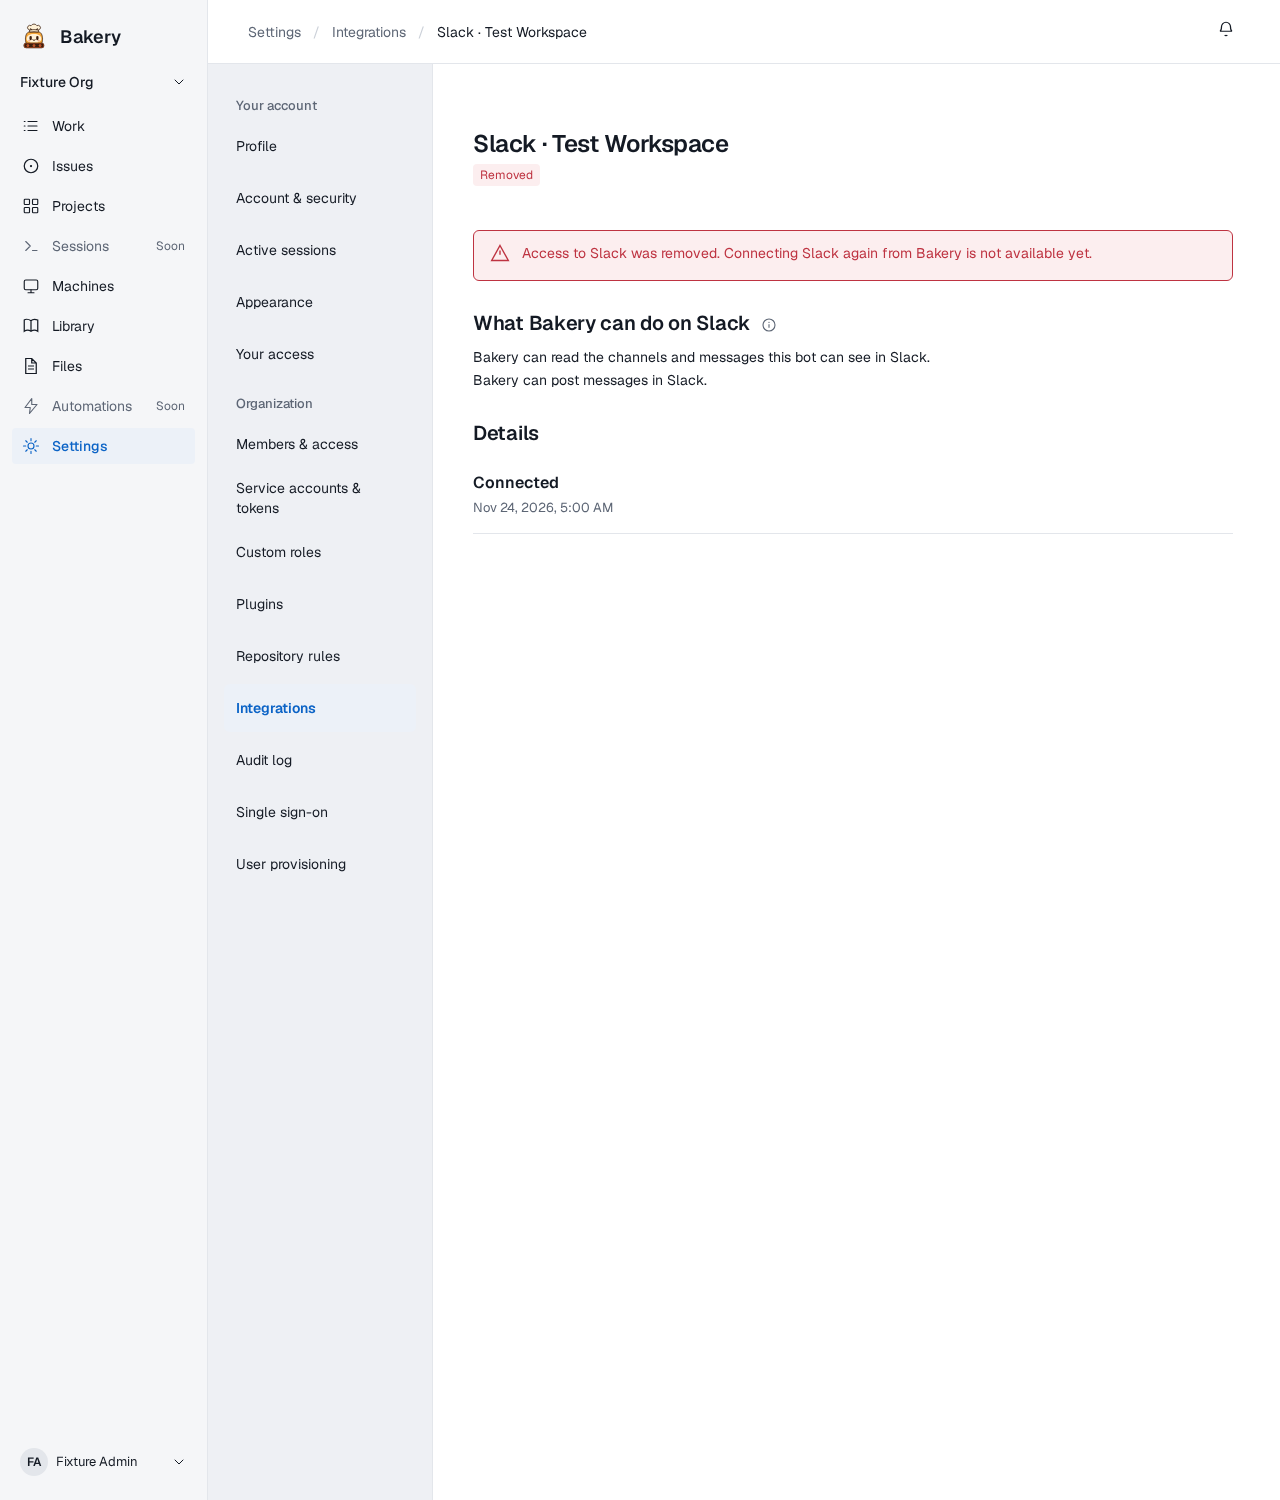 Bakery
Fixture Org
Work
Issues
Projects
Sessions Soon
Machines
Library
Files
Automations Soon
Settings
FA Fixture Admin
Settings / Integrations / Slack · Test Workspace
Your account
Profile
Account & security
Active sessions
Appearance
Your access
Organization
Members & access
Service accounts &
tokens
Custom roles
Plugins
Repository rules
Integrations
Audit log
Single sign-on
User provisioning
Slack · Test Workspace
Removed
Access to Slack was removed. Connecting Slack again from Bakery is not available yet.
What Bakery can do on Slack
Bakery can read the channels and messages this bot can see in Slack.
Bakery can post messages in Slack.
Details
Connected
Nov 24, 2026, 5:00 AM